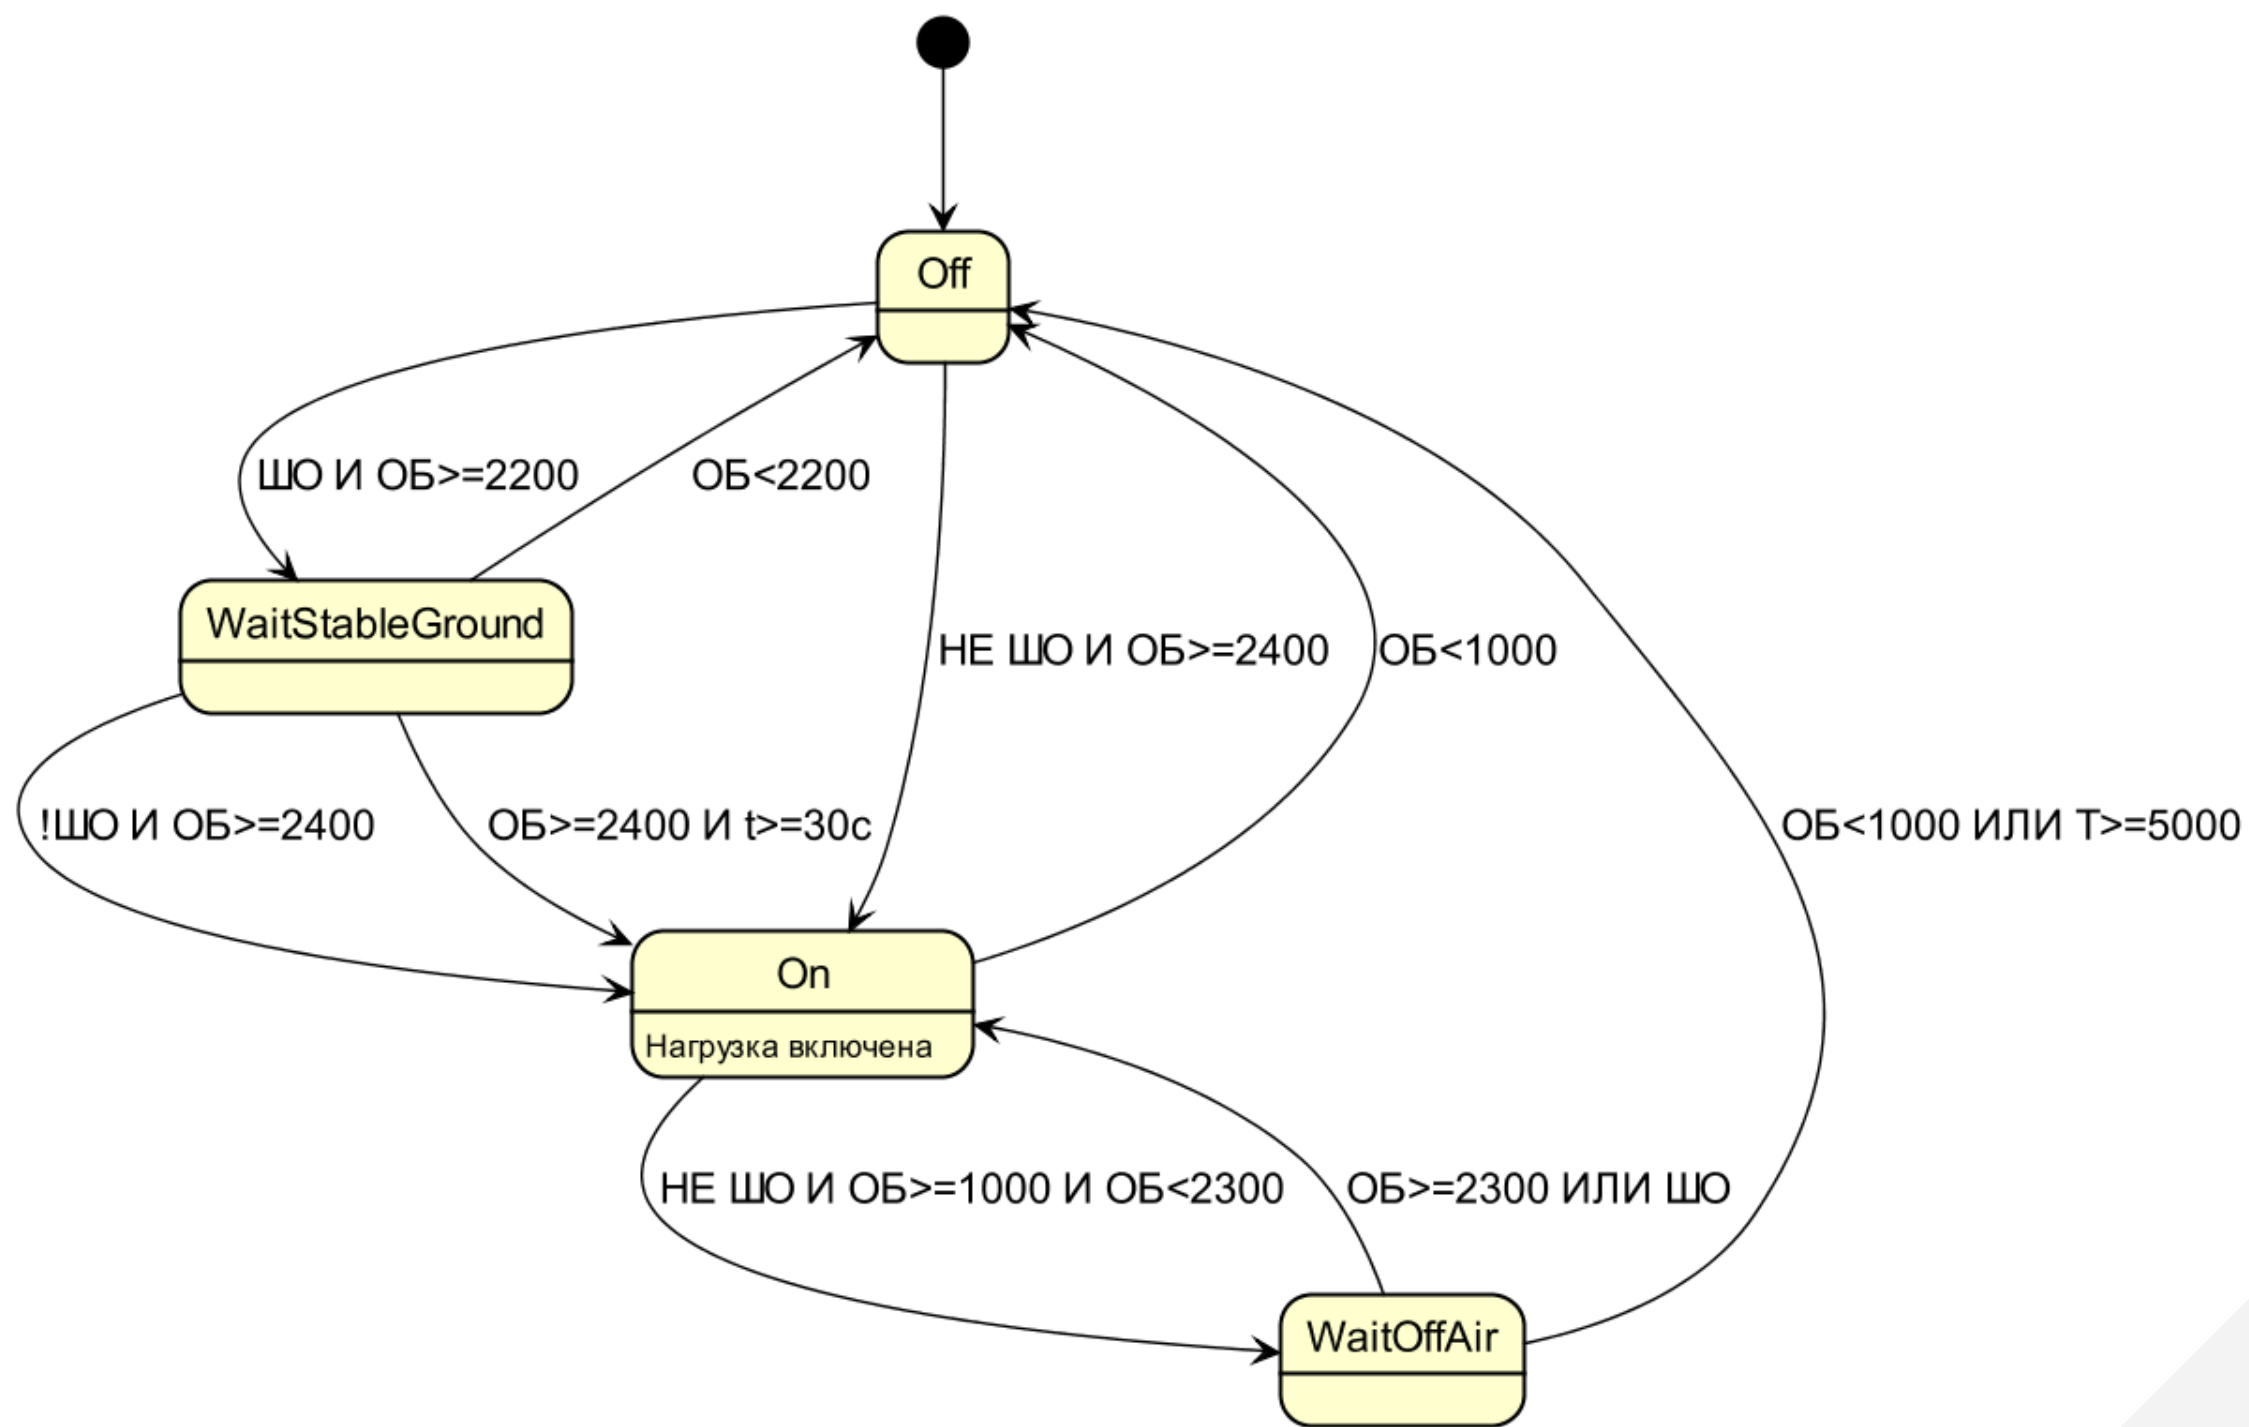 Off
ШО И ОБ>=2200
ОБ<2200
WaitStableGround
НЕ ШО И ОБ>=2400
ОБ<1000
!ШО И ОБ>=2400
ОБ>=2400 И t>=30с
ОБ<1000 ИЛИ Т>=5000
On
Нагрузка включена
НЕ ШО И ОБ>=1000 И ОБ<2300
ОБ>=2300 ИЛИ ШО
WaitOffAir